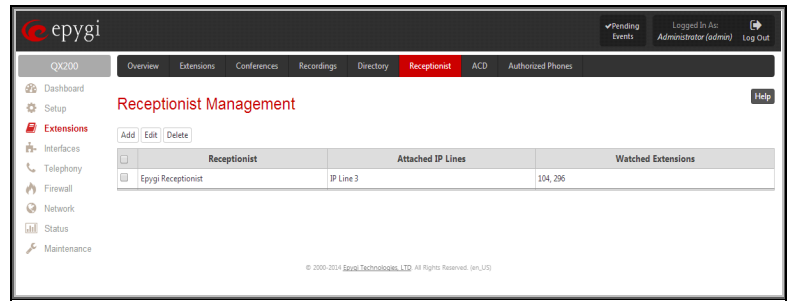 epygi
Pending Events
Logged In As: Administrator (admin)
Log Out
QX200
Overview Extensions Conferences Recordings Directory Receptionist ACD Authorized Phones
Dashboard
Setup
Extensions
Interfaces
Telephony
Firewall
Network
Status
Maintenance
Receptionist Management
Help
Add Edit Delete
Receptionist Attached IP Lines Watched Extensions
Epygi Receptionist IP Line 3 104, 296
© 2000-2014 Epygi Technologies, LTD. All Rights Reserved. (en_US)